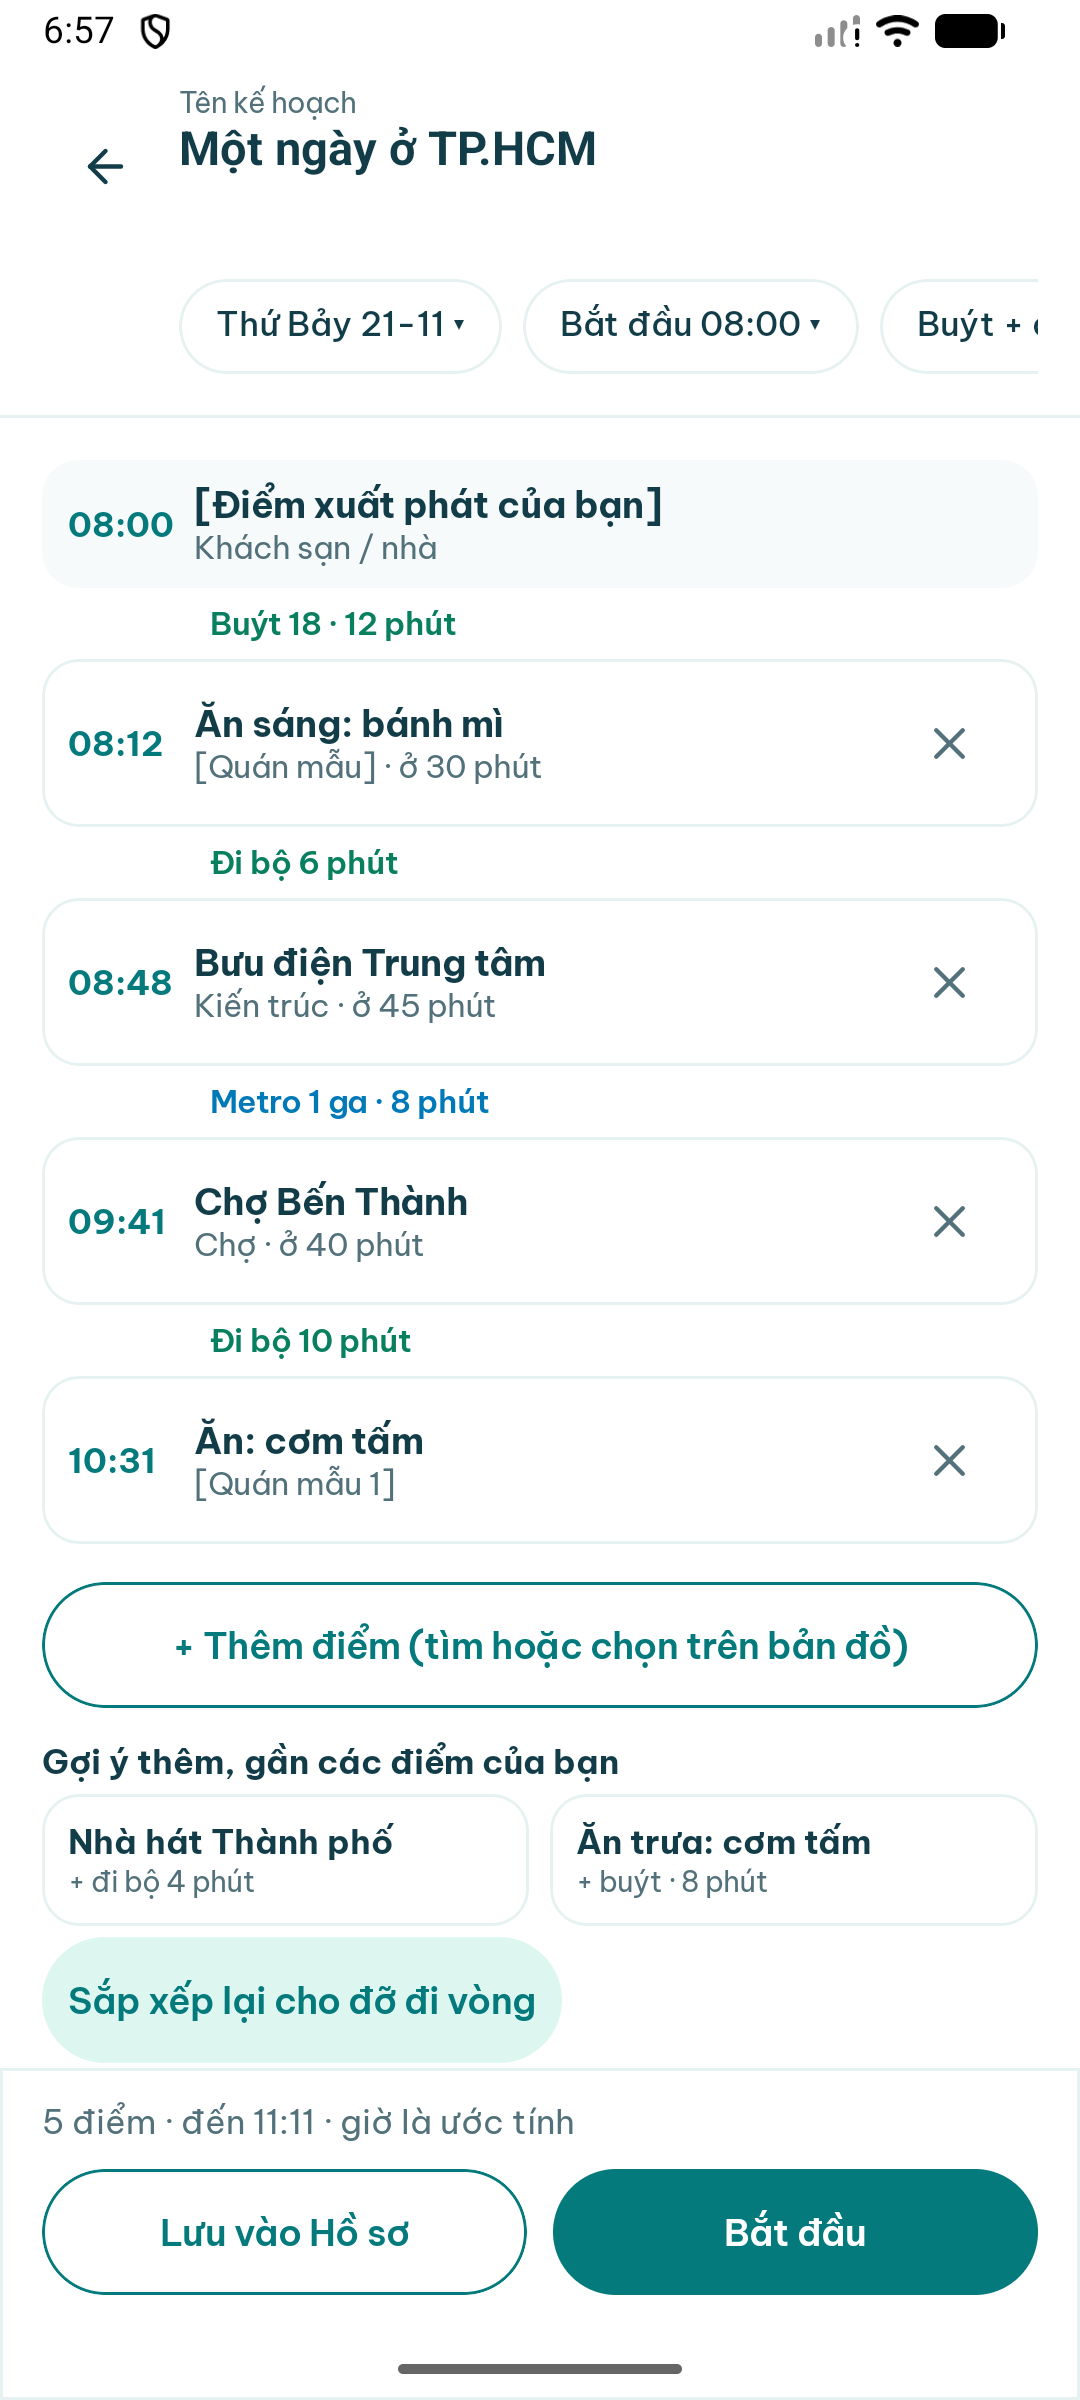 6:57
Tên kế hoạch
Một ngày ở TP.HCM
Thứ Bảy 21-11 ▾
Bắt đầu 08:00 ▾
Buýt +
08:00
[Điểm xuất phát của bạn]
Khách sạn / nhà
Buýt 18 · 12 phút
08:12
Ăn sáng: bánh mì
[Quán mẫu] · ở 30 phút
Đi bộ 6 phút
08:48
Bưu điện Trung tâm
Kiến trúc · ở 45 phút
Metro 1 ga · 8 phút
09:41
Chợ Bến Thành
Chợ · ở 40 phút
Đi bộ 10 phút
10:31
Ăn: cơm tấm
[Quán mẫu 1]
+ Thêm điểm (tìm hoặc chọn trên bản đồ)
Gợi ý thêm, gần các điểm của bạn
Nhà hát Thành phố
+ đi bộ 4 phút
Ăn trưa: cơm tấm
+ buýt · 8 phút
Sắp xếp lại cho đỡ đi vòng
5 điểm · đến 11:11 · giờ là ước tính
Lưu vào Hồ sơ
Bắt đầu